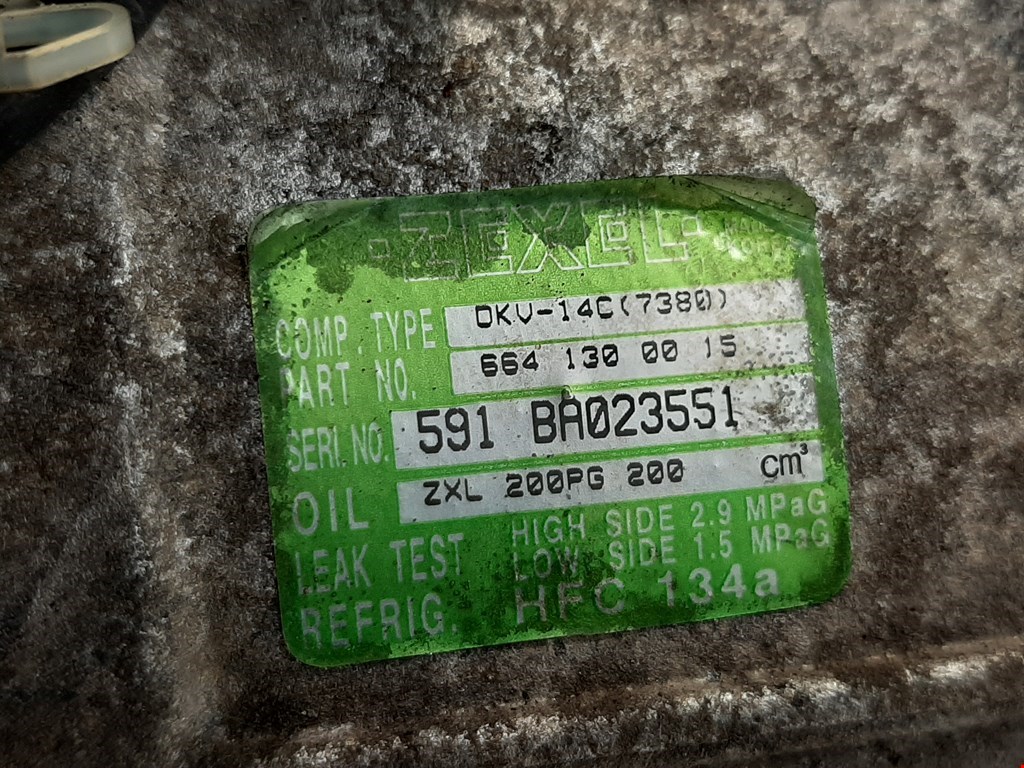 ZEXEL
COMP. TYPE DKV-14C(7380)
PART NO. 664 130 00 15
SERI. NO. 591 BA023551
OIL ZXL 200PG 200 cm³
LEAK TEST HIGH SIDE 2.9 MPaG
LOW SIDE 1.5 MPaG
REFRIG. HFC 134a